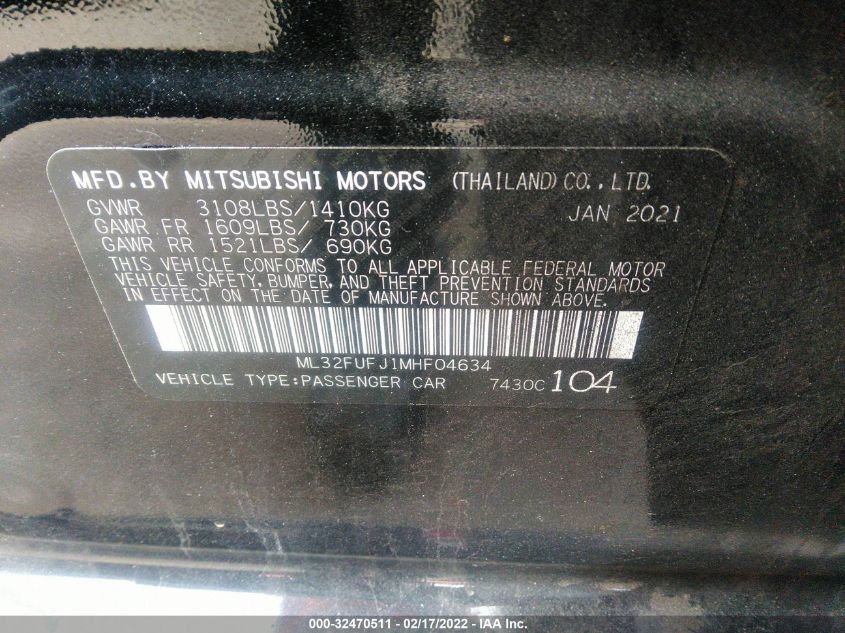 MFD.BY MITSUBISHI MOTORS (THAILAND) CO.,LTD.
GVWR 3108LBS/1410KG JAN 2021
GAWR FR 1609LBS/ 730KG
GAWR RR 1521LBS/ 690KG
THIS VEHICLE CONFORMS TO ALL APPLICABLE FEDERAL MOTOR
VEHICLE SAFETY, BUMPER, AND THEFT PREVENTION STANDARDS
IN EFFECT ON THE DATE OF MANUFACTURE SHOWN ABOVE.
ML32FUFJ1MHF04634
VEHICLE TYPE:PASSENGER CAR 7430C 104
000-32470511 - 02/17/2022 - IAAI.com